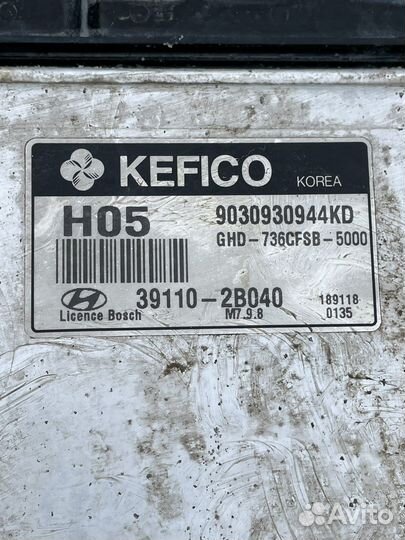 KEFICO KOREA
H05 9030930944KD
GHD-736CFSB-5000
39110-2B040 189118
Licence Bosch M7.9.8 0135
Avito